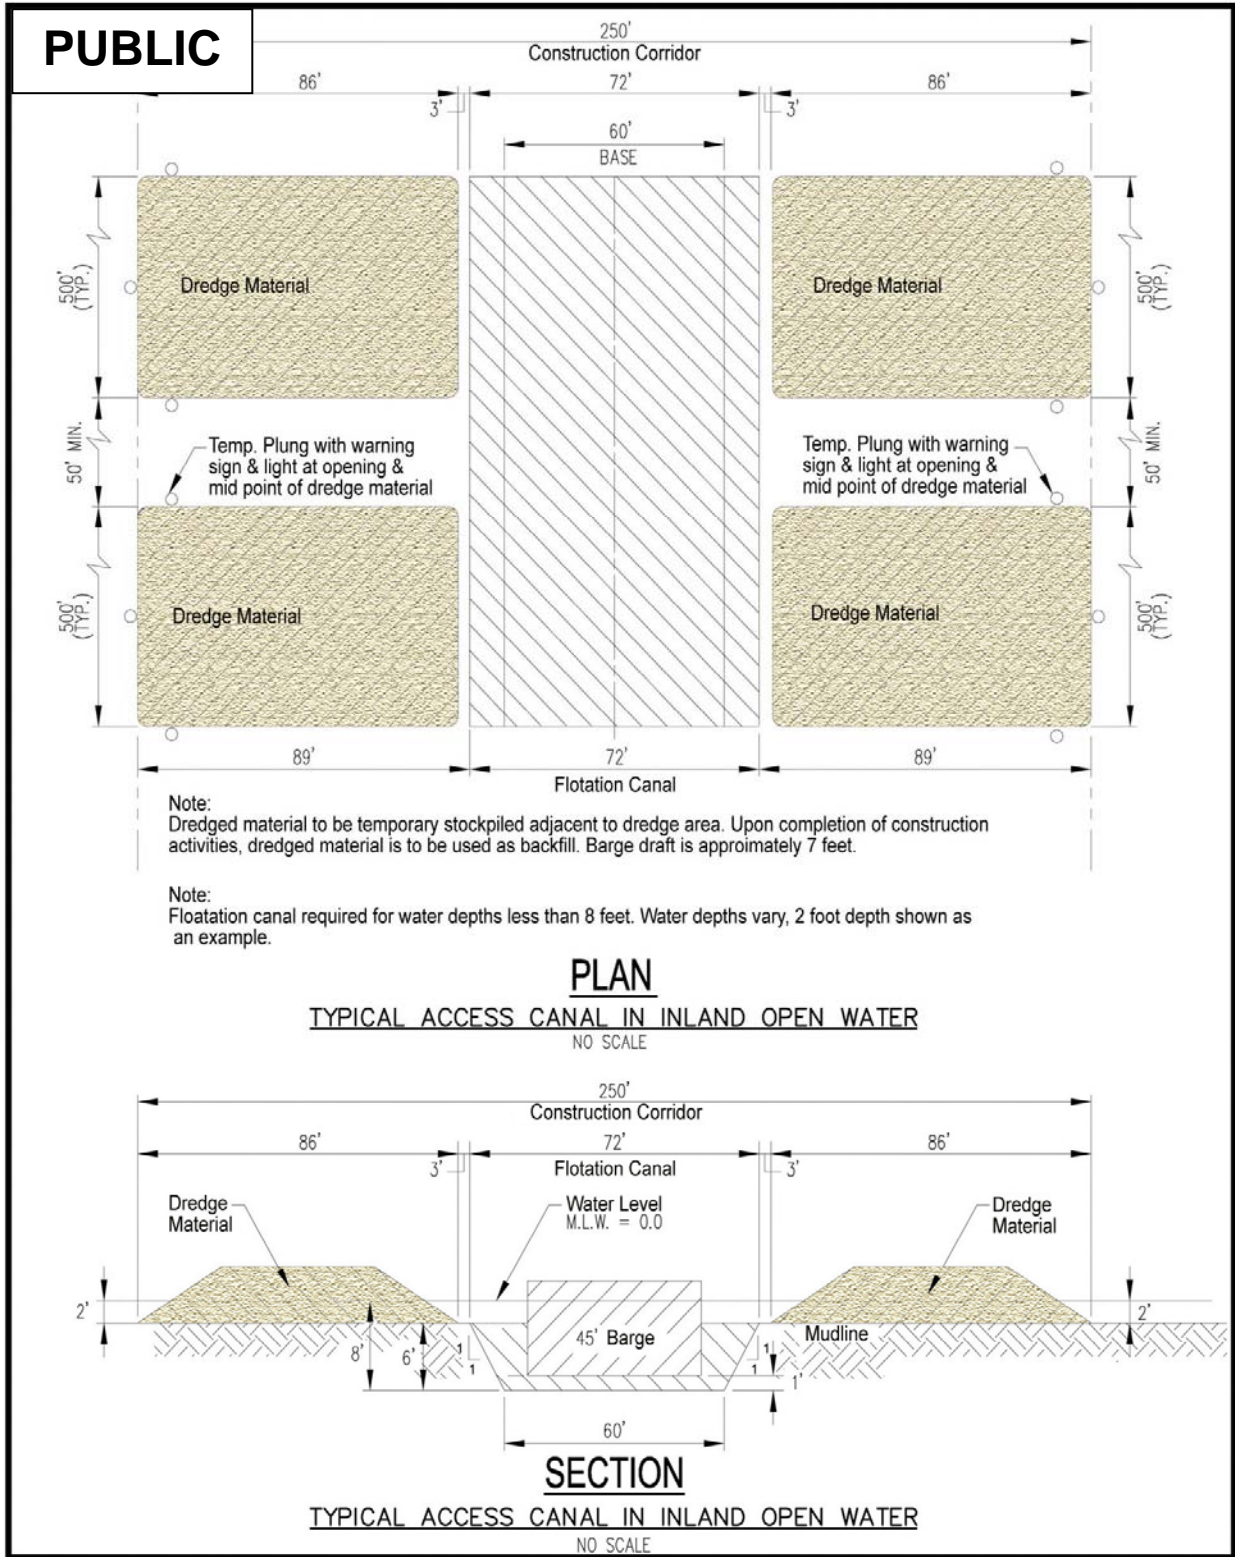 PUBLIC
250'
Construction Corridor
86'
72'
86'
3'
3'
60'
BASE
500'
(TYP.)
Dredge Material
Dredge Material
500'
(TYP.)
50' MIN.
Temp. Plung with warning
sign & light at opening &
mid point of dredge material
Temp. Plung with warning
sign & light at opening &
mid point of dredge material
50' MIN.
500'
(TYP.)
Dredge Material
Dredge Material
500'
(TYP.)
89'
72'
89'
Flotation Canal
Note:
Dredged material to be temporary stockpiled adjacent to dredge area. Upon completion of construction
activities, dredged material is to be used as backfill. Barge draft is approimately 7 feet.
Note:
Floatation canal required for water depths less than 8 feet. Water depths vary, 2 foot depth shown as
an example.
PLAN
TYPICAL ACCESS CANAL IN INLAND OPEN WATER
NO SCALE
250'
Construction Corridor
86'
72'
86'
3'
Flotation Canal
3'
Dredge
Material
Water Level
M.L.W. = 0.0
Dredge
Material
2'
2'
45' Barge
Mudline
8'
6'
1
1
1
1
1'
60'
SECTION
TYPICAL ACCESS CANAL IN INLAND OPEN WATER
NO SCALE